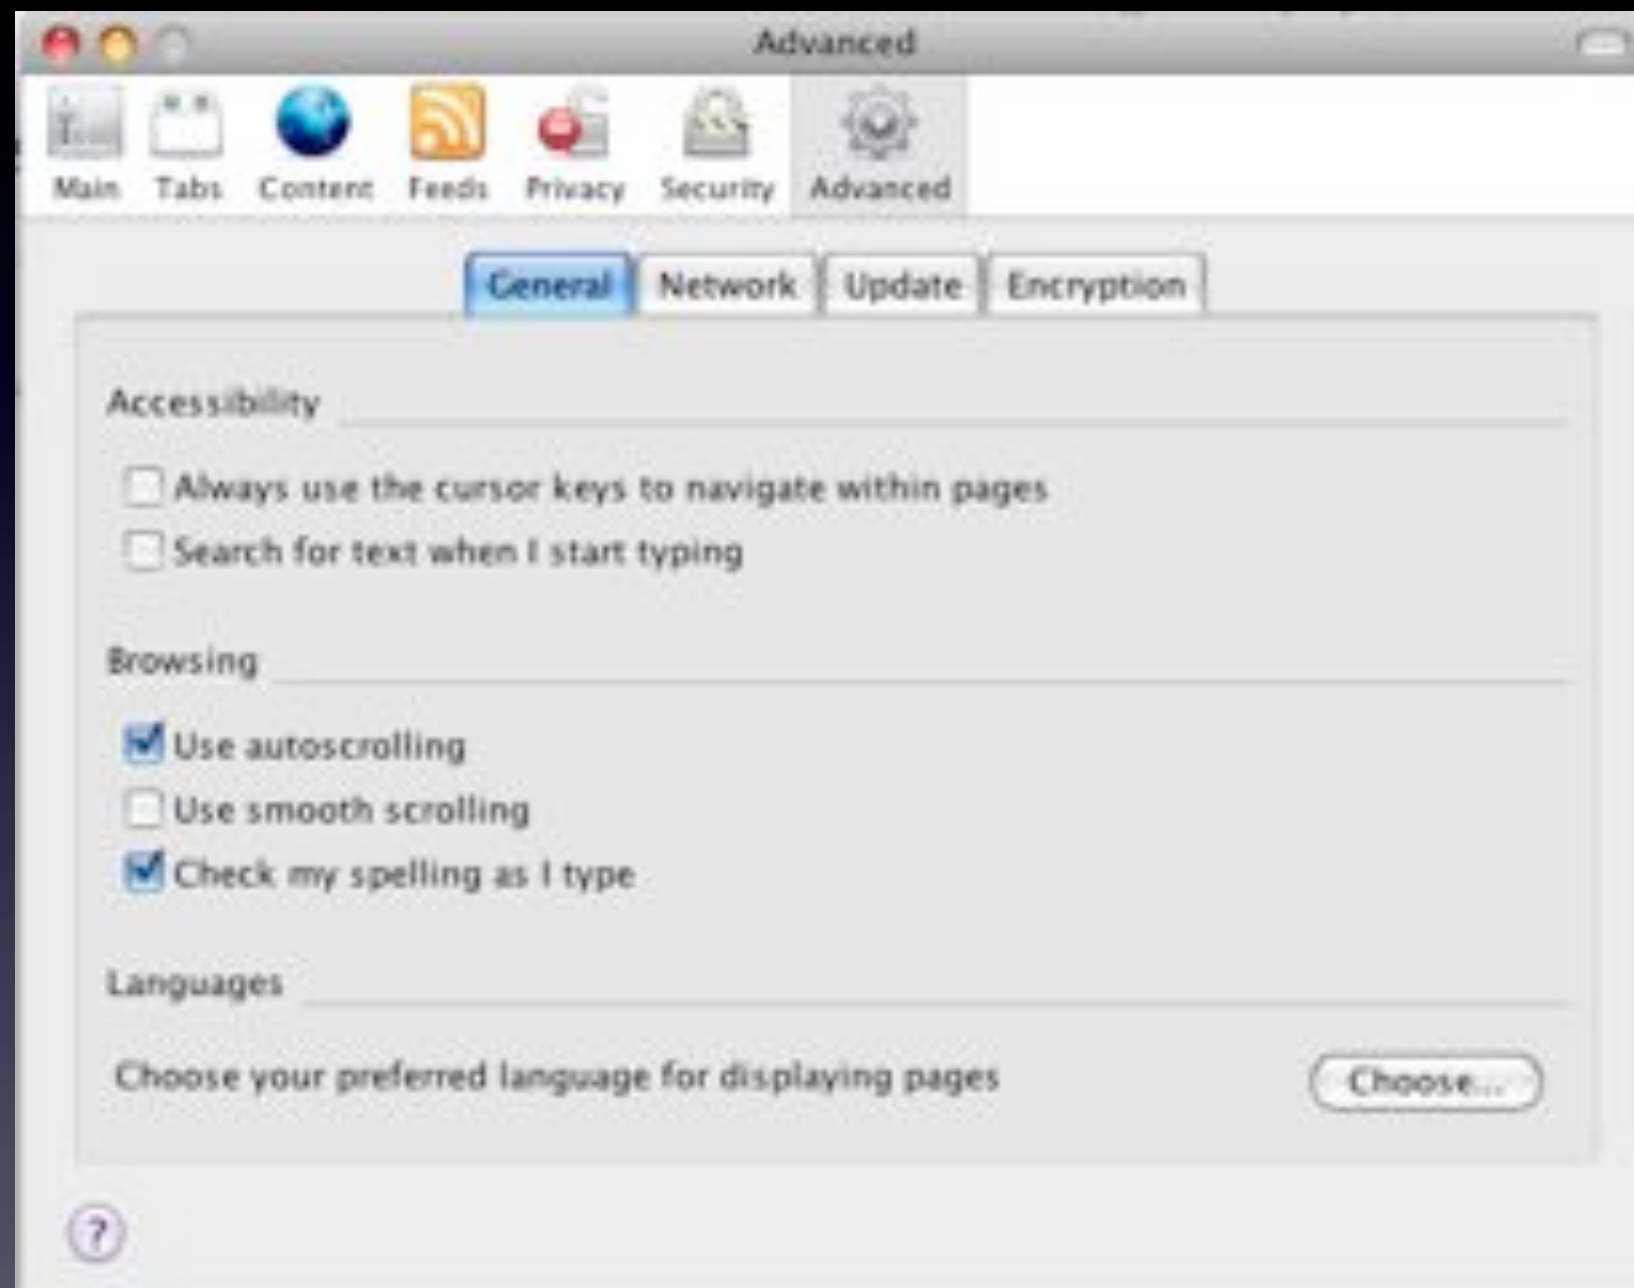 Advanced
Main Tabs Content Feeds Privacy Security Advanced
General Network Update Encryption
Accessibility
Always use the cursor keys to navigate within pages
Search for text when I start typing
Browsing
Use autoscrolling
Use smooth scrolling
Check my spelling as I type
Languages
Choose your preferred language for displaying pages Choose...
?